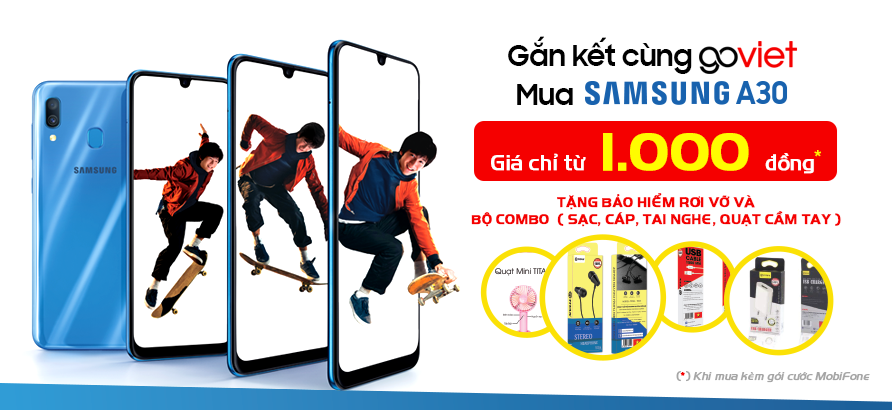 Gắn kết cùng goviet
Mua SAMSUNG A30
Giá chỉ từ 1.000 đồng*
TẶNG BẢO HIỂM RƠI VỠ VÀ
BỘ COMBO ( SẠC, CÁP, TAI NGHE, QUẠT CẦM TAY )
SAMSUNG
Quạt Mini TITA
USB
CABLE
STEREO
(*) Khi mua kèm gói cước MobiFone